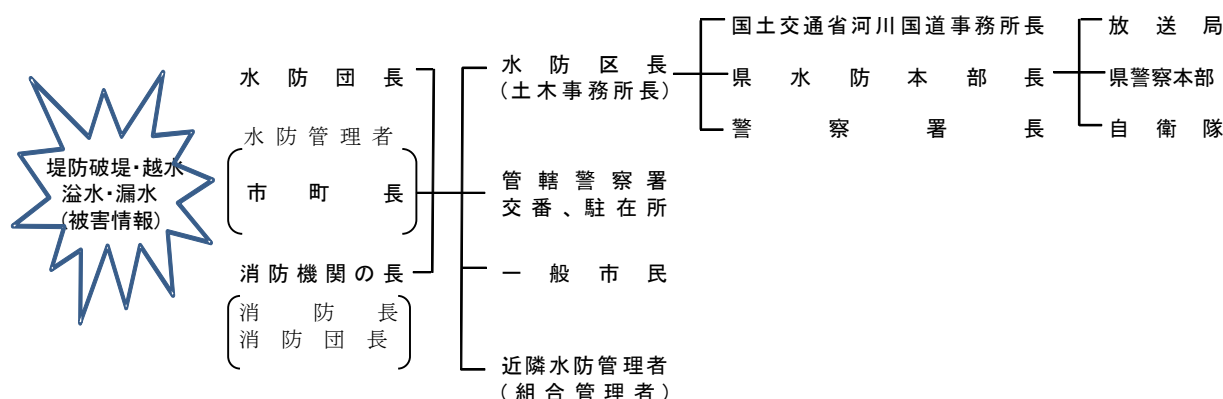 堤防破堤・越水
溢水・漏水
(被害情報)
水防団長
水防管理者
市町長
消防機関の長
消防長
消防団長
水防区長
(土木事務所長)
管轄警察署
交番、駐在所
一般市民
近隣水防管理者
(組合管理者)
国土交通省河川国道事務所長
県水防本部長
警察署長
放送局
県警察本部
自衛隊